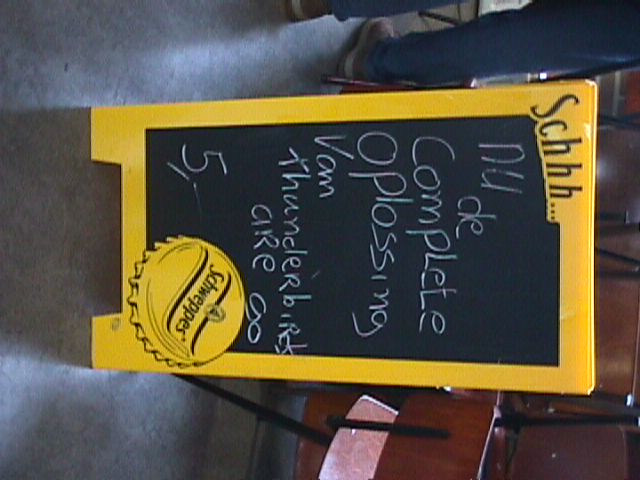 Schhh....
NU
de
COMPLETE
OPlOSSING
Van
thunderbirds
are go
5,-
Schweppes